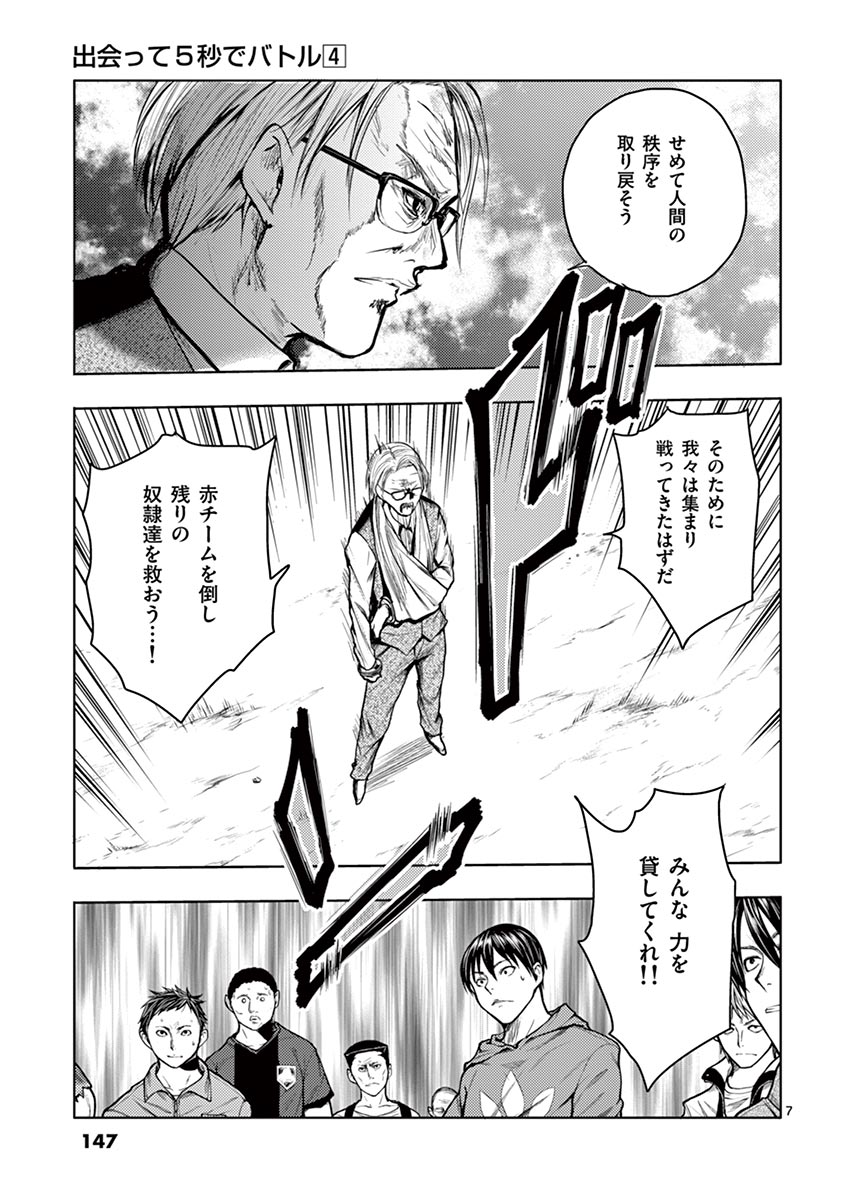 出会って5秒でバトル4
せめて人間の
秩序を
取り戻そう
そのために
我々は集まり
戦ってきたはずだ
赤チームを倒し
残りの
奴隷達を救おう…！
みんな 力を
貸してくれ!!
7
147